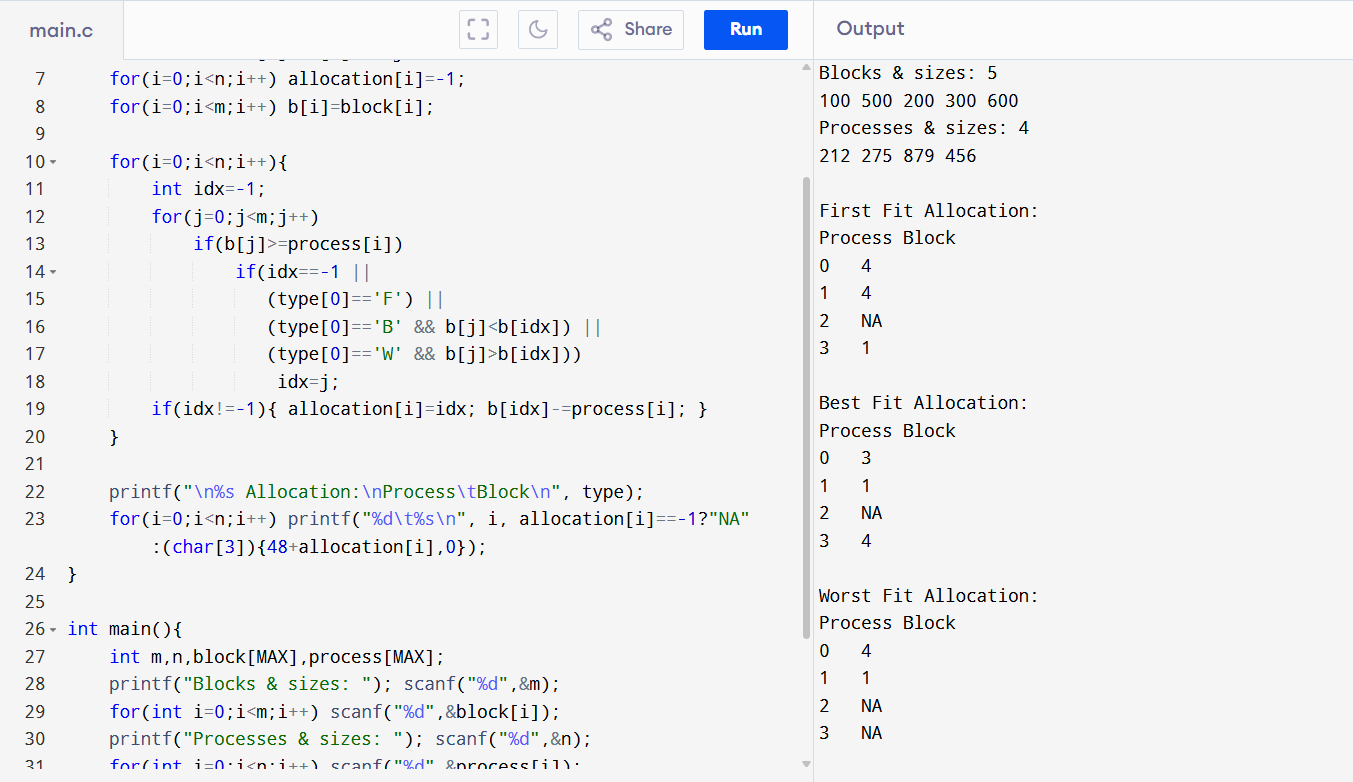 main.c
Share
Run
Output
7 for(i=0;i<n;i++) allocation[i]=-1;
8 for(i=0;i<m;i++) b[i]=block[i];
9
10 for(i=0;i<n;i++){
11 int idx=-1;
12 for(j=0;j<m;j++)
13 if(b[j]>=process[i])
14 if(idx==-1 ||
15 (type[0]=='F') ||
16 (type[0]=='B' && b[j]<b[idx]) ||
17 (type[0]=='W' && b[j]>b[idx]))
18 idx=j;
19 if(idx!=-1){ allocation[i]=idx; b[idx]-=process[i]; }
20 }
21
22 printf("\n%s Allocation:\nProcess\tBlock\n", type);
23 for(i=0;i<n;i++) printf("%d\t%s\n", i, allocation[i]==-1?"NA"
:(char[3]){48+allocation[i],0});
24 }
25
26 int main(){
27 int m,n,block[MAX],process[MAX];
28 printf("Blocks & sizes: "); scanf("%d",&m);
29 for(int i=0;i<m;i++) scanf("%d",&block[i]);
30 printf("Processes & sizes: "); scanf("%d",&n);
31 for(int i=0;i<n;i++) scanf("%d",&process[i]);
Blocks & sizes: 5
100 500 200 300 600
Processes & sizes: 4
212 275 879 456
First Fit Allocation:
Process Block
0 4
1 4
2 NA
3 1
Best Fit Allocation:
Process Block
0 3
1 1
2 NA
3 4
Worst Fit Allocation:
Process Block
0 4
1 1
2 NA
3 NA